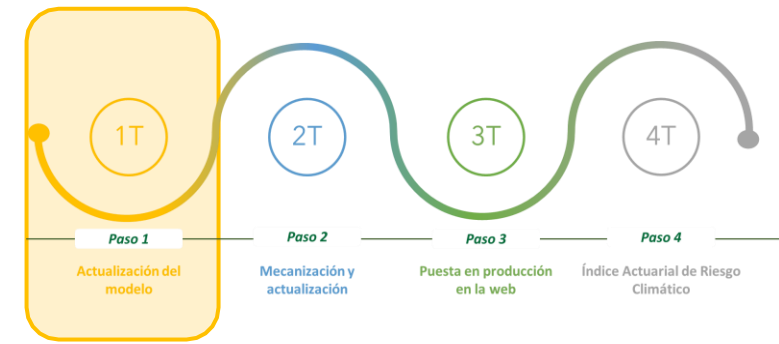 1T
2T
3T
4T
Paso 1
Paso 2
Paso 3
Paso 4
Actualización del
modelo
Mecanización y
actualización
Puesta en producción
en la web
Índice Actuarial de Riesgo
Climático